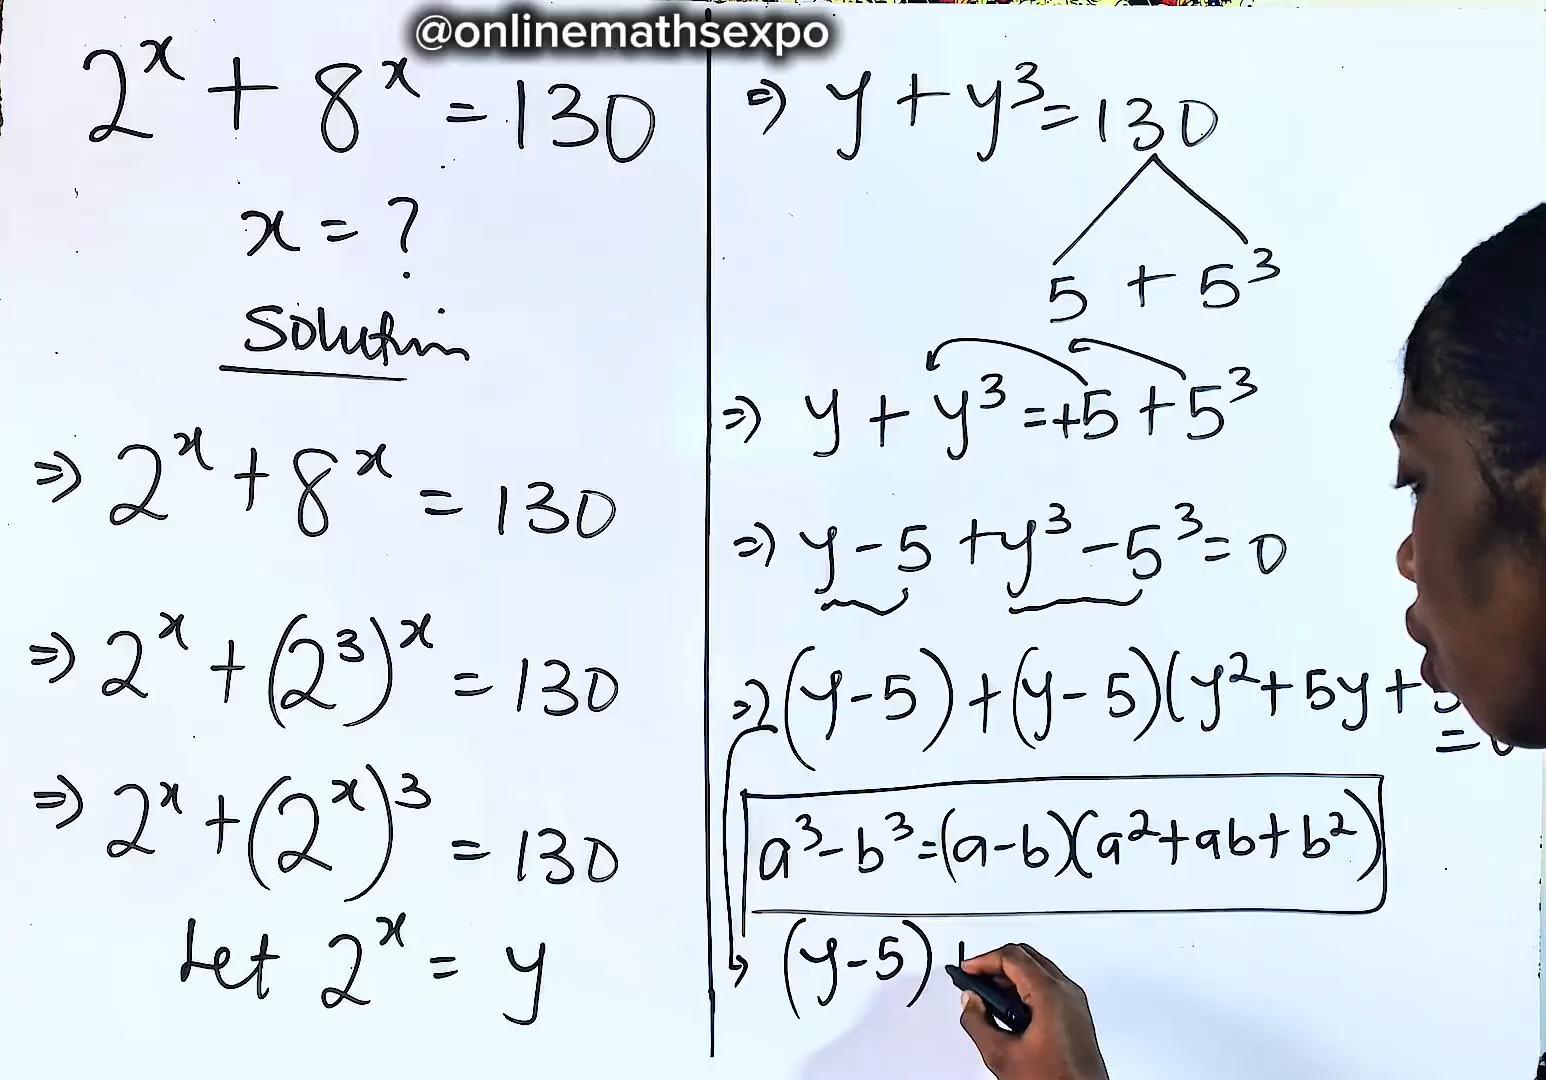 @onlinemathsexpo
2^x + 8^x = 130
x = ?
Solution
⇒ 2^x + 8^x = 130
⇒ 2^x + (2^3)^x = 130
⇒ 2^x + (2^x)^3 = 130
Let 2^x = y
⇒ y + y^3 = 130
5 + 5^3
⇒ y + y^3 = +5 + 5^3
⇒ y - 5 + y^3 - 5^3 = 0
⇒ (y - 5) + (y - 5)(y^2 + 5y +
=
a^3 - b^3 = (a - b)(a^2 + ab + b^2)
(y - 5) +